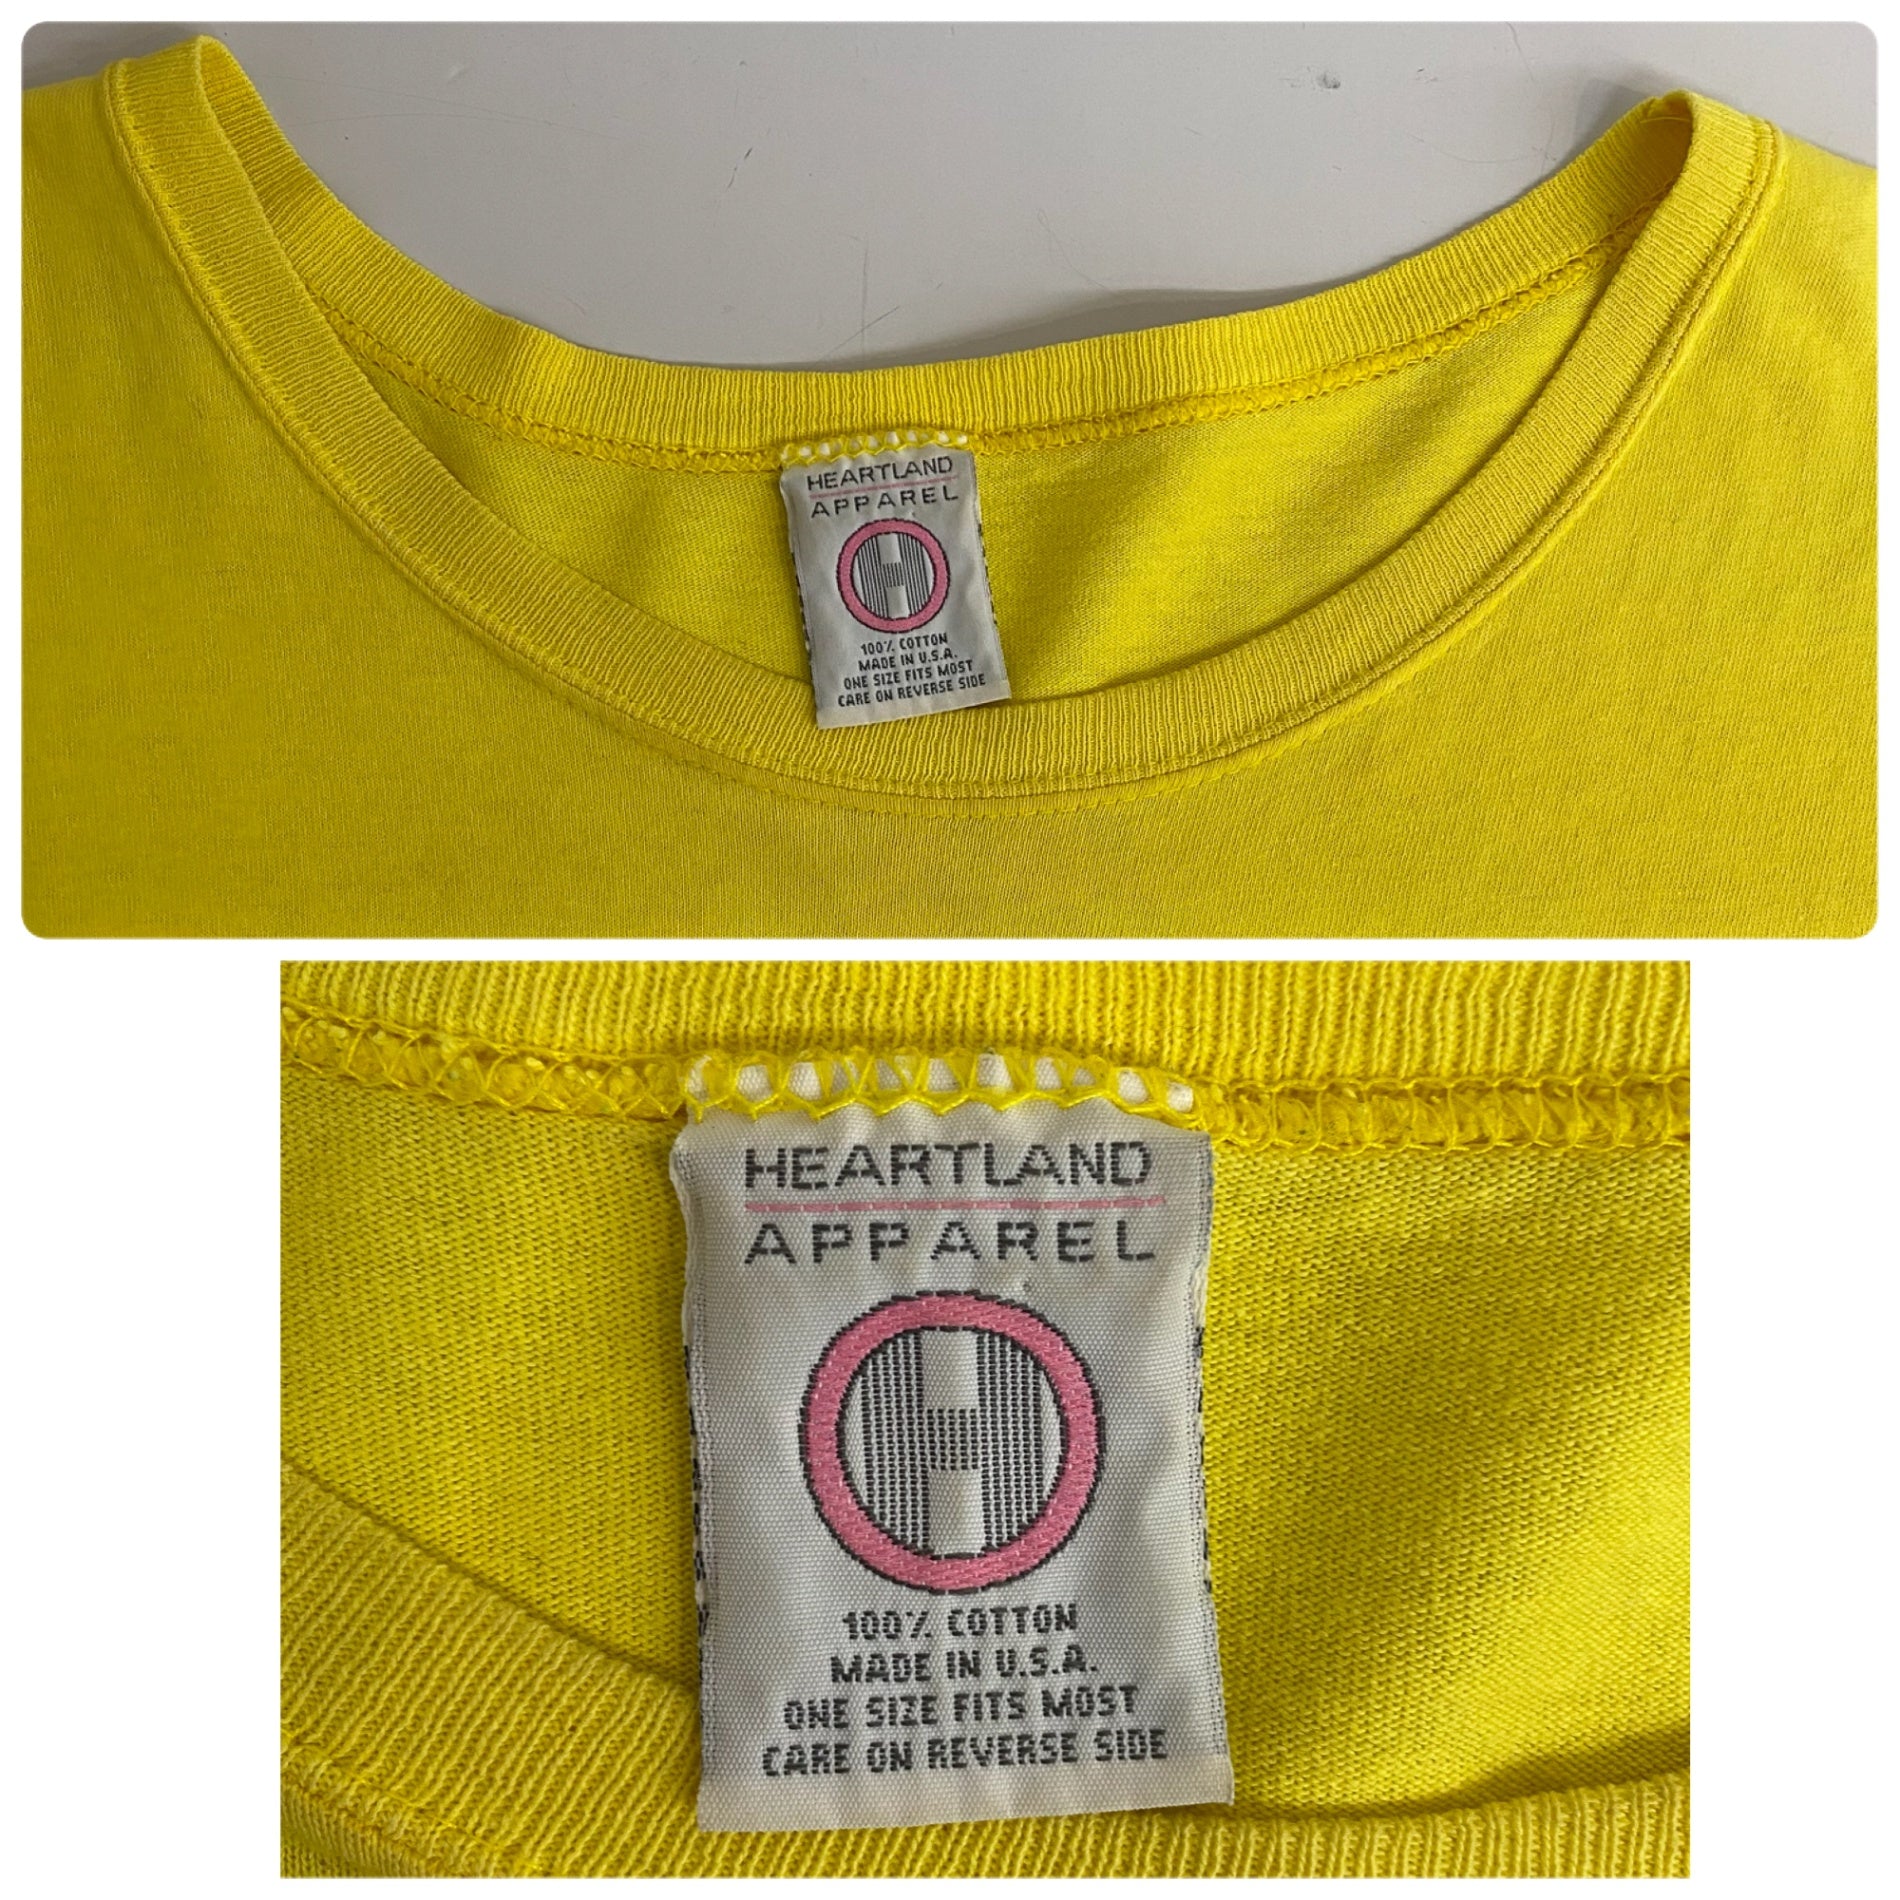 HEARTLAND
APPAREL
H
100% COTTON
MADE IN U.S.A.
ONE SIZE FITS MOST
CARE ON REVERSE SIDE
HEARTLAND
APPAREL
H
100% COTTON
MADE IN U.S.A.
ONE SIZE FITS MOST
CARE ON REVERSE SIDE